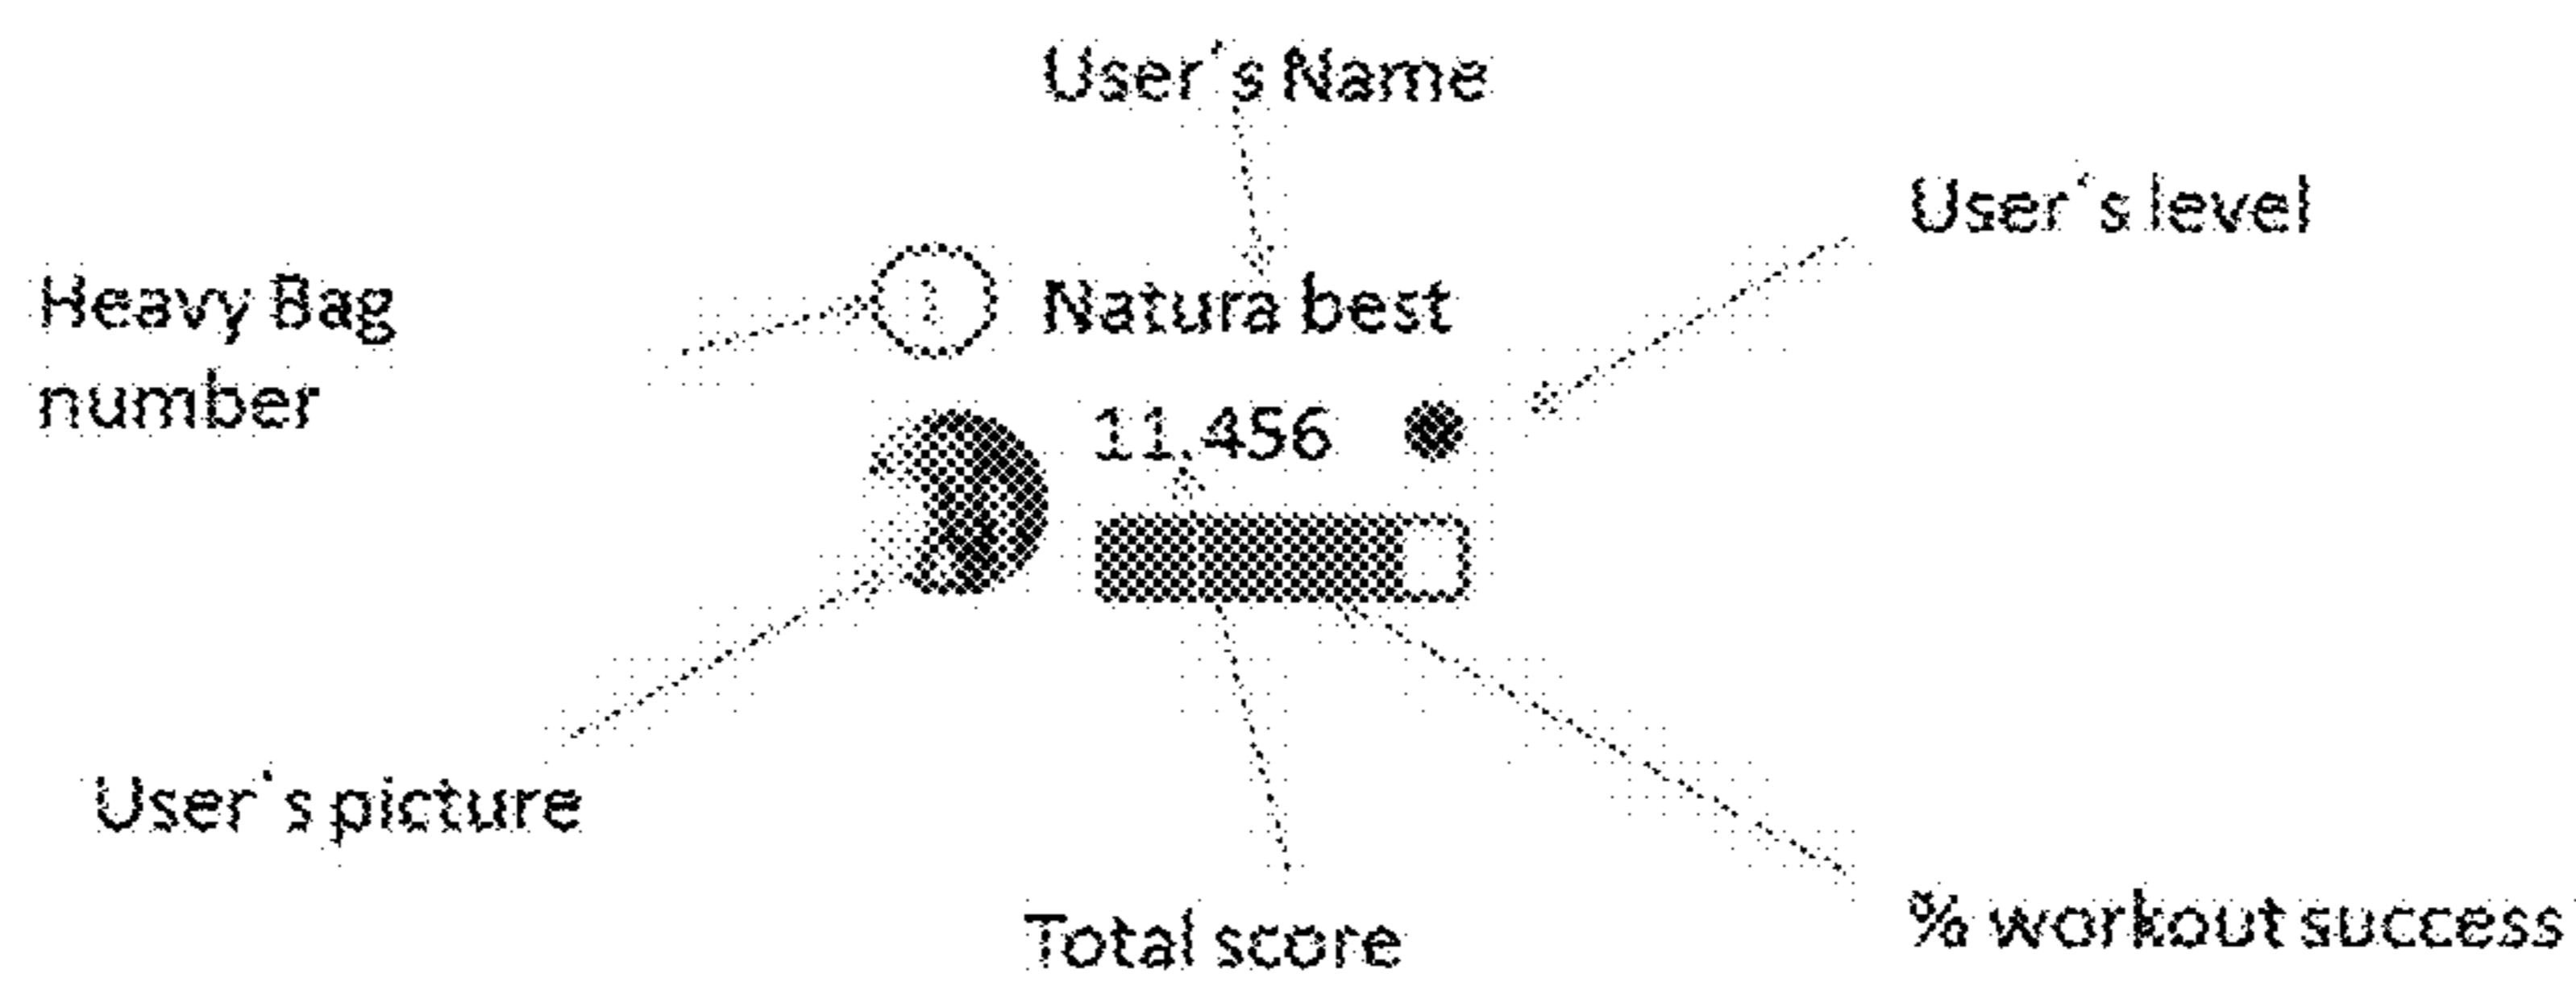 User´s Name
User´s level
Heavy Bag
number
Natura best
11.456
User´s picture
Total score
% workout success